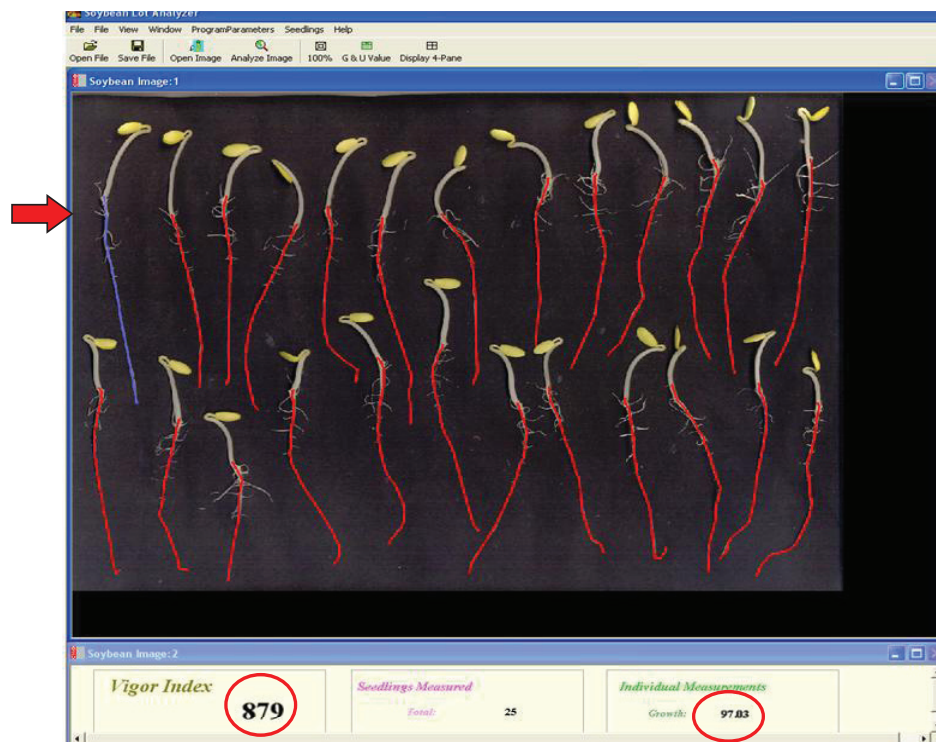 Soybean Lot Analyzer
File File View Window ProgramParameters Seedlings Help
Open File Save File Open Image Analyze Image 100% G & U Value Display 4-Pane
Soybean Image:1
Soybean Image:2
Vigor Index
879
Seedlings Measured
Total: 25
Individual Measurements
Growth: 97.03